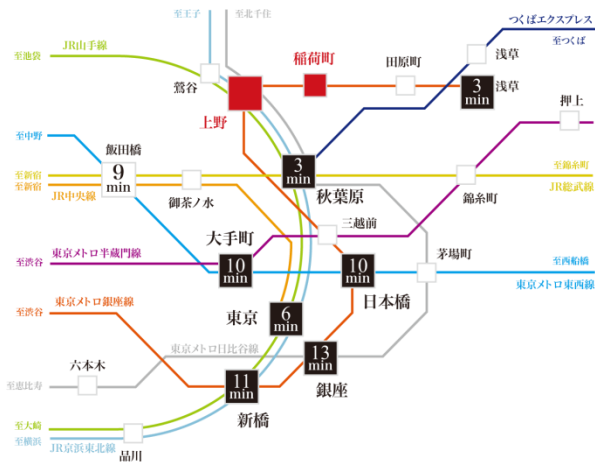 至王子
至北千住
つくばエクスプレス
至つくば
JR山手線
至池袋
稲荷町
田原町
浅草
鶯谷
上野
3
min
浅草
押上
至中野
飯田橋
9
min
3
min
秋葉原
至新宿
至新宿
JR中央線
御茶ノ水
至錦糸町
JR総武線
錦糸町
三越前
大手町
茅場町
至渋谷
東京メトロ半蔵門線
10
min
10
min
日本橋
至西船橋
東京メトロ東西線
至渋谷
東京メトロ銀座線
東京
6
min
東京メトロ日比谷線
13
min
銀座
六本木
至恵比寿
11
min
新橋
至大崎
至横浜
JR京浜東北線
品川